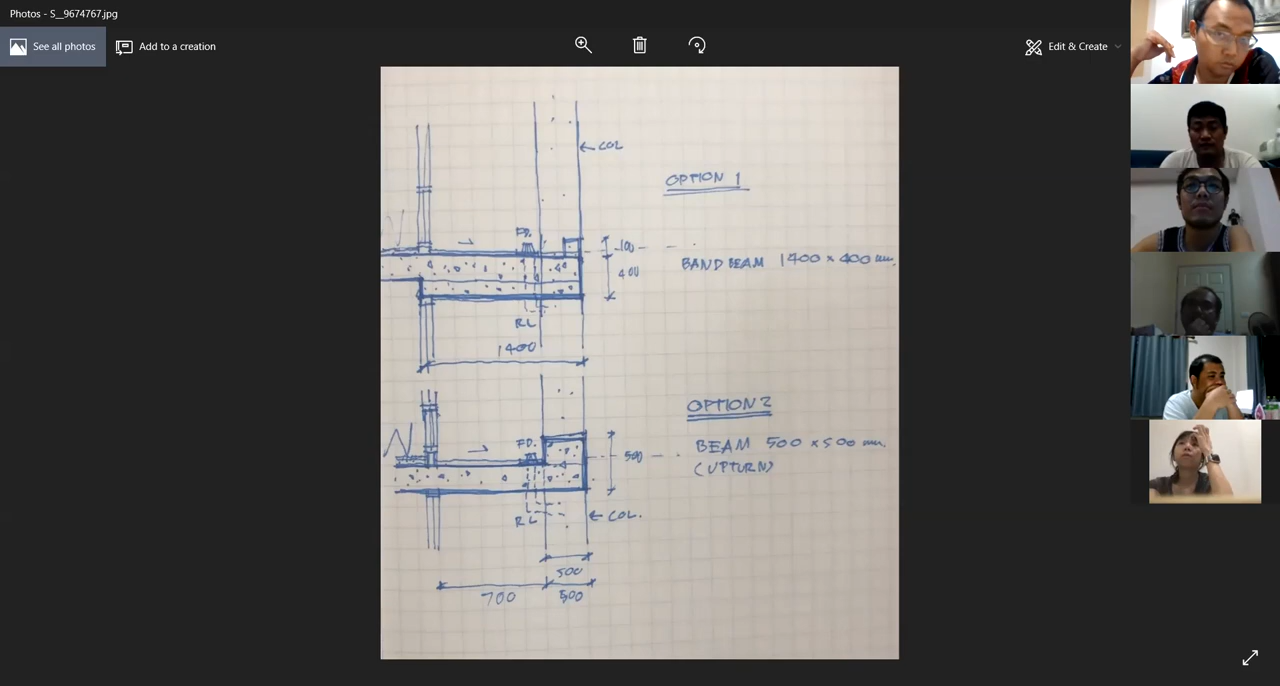 Photos - S__9674767.jpg
See all photos
Add to a creation
Edit & Create
← COL
OPTION 1
FD.
100
400
BAND BEAM 1400 x 400 mm.
RL
1400
OPTION 2
FD.
500
BEAM 500 x 500 mm.
(UPTURN)
RL
← COL.
500
700
500